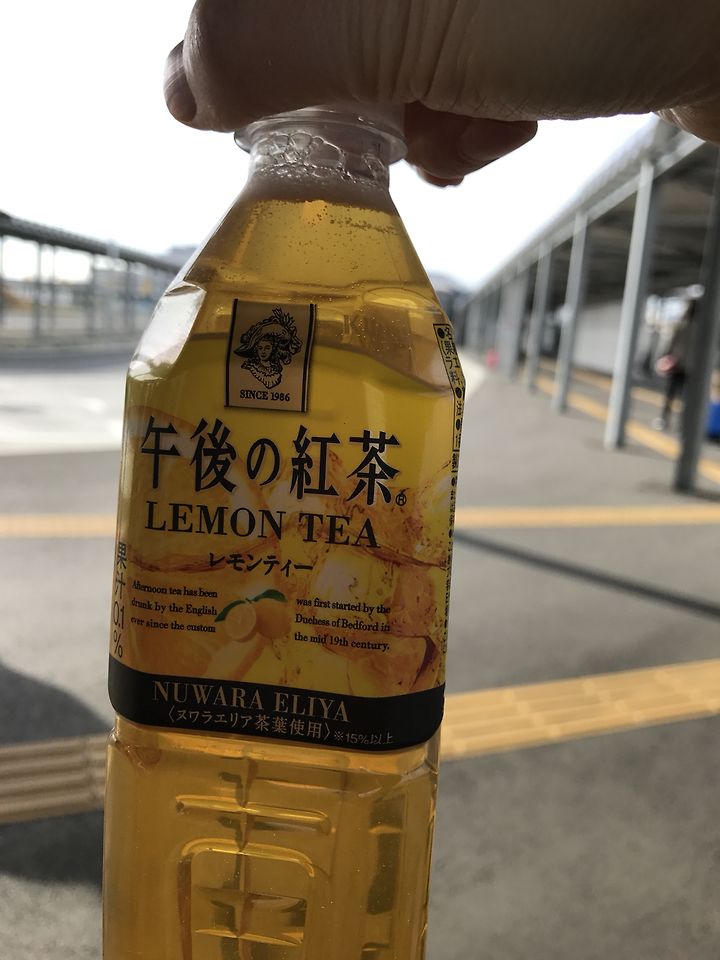 SINCE 1986
午後の紅茶®
LEMON TEA
レモンティー
果汁0.1%
Afternoon tea has been
drunk by the English
ever since the custom
was first started by the
Duchess of Bedford in
the mid 19th century.
NUWARA ELIYA
〈ヌワラエリア茶葉使用〉※15%以上